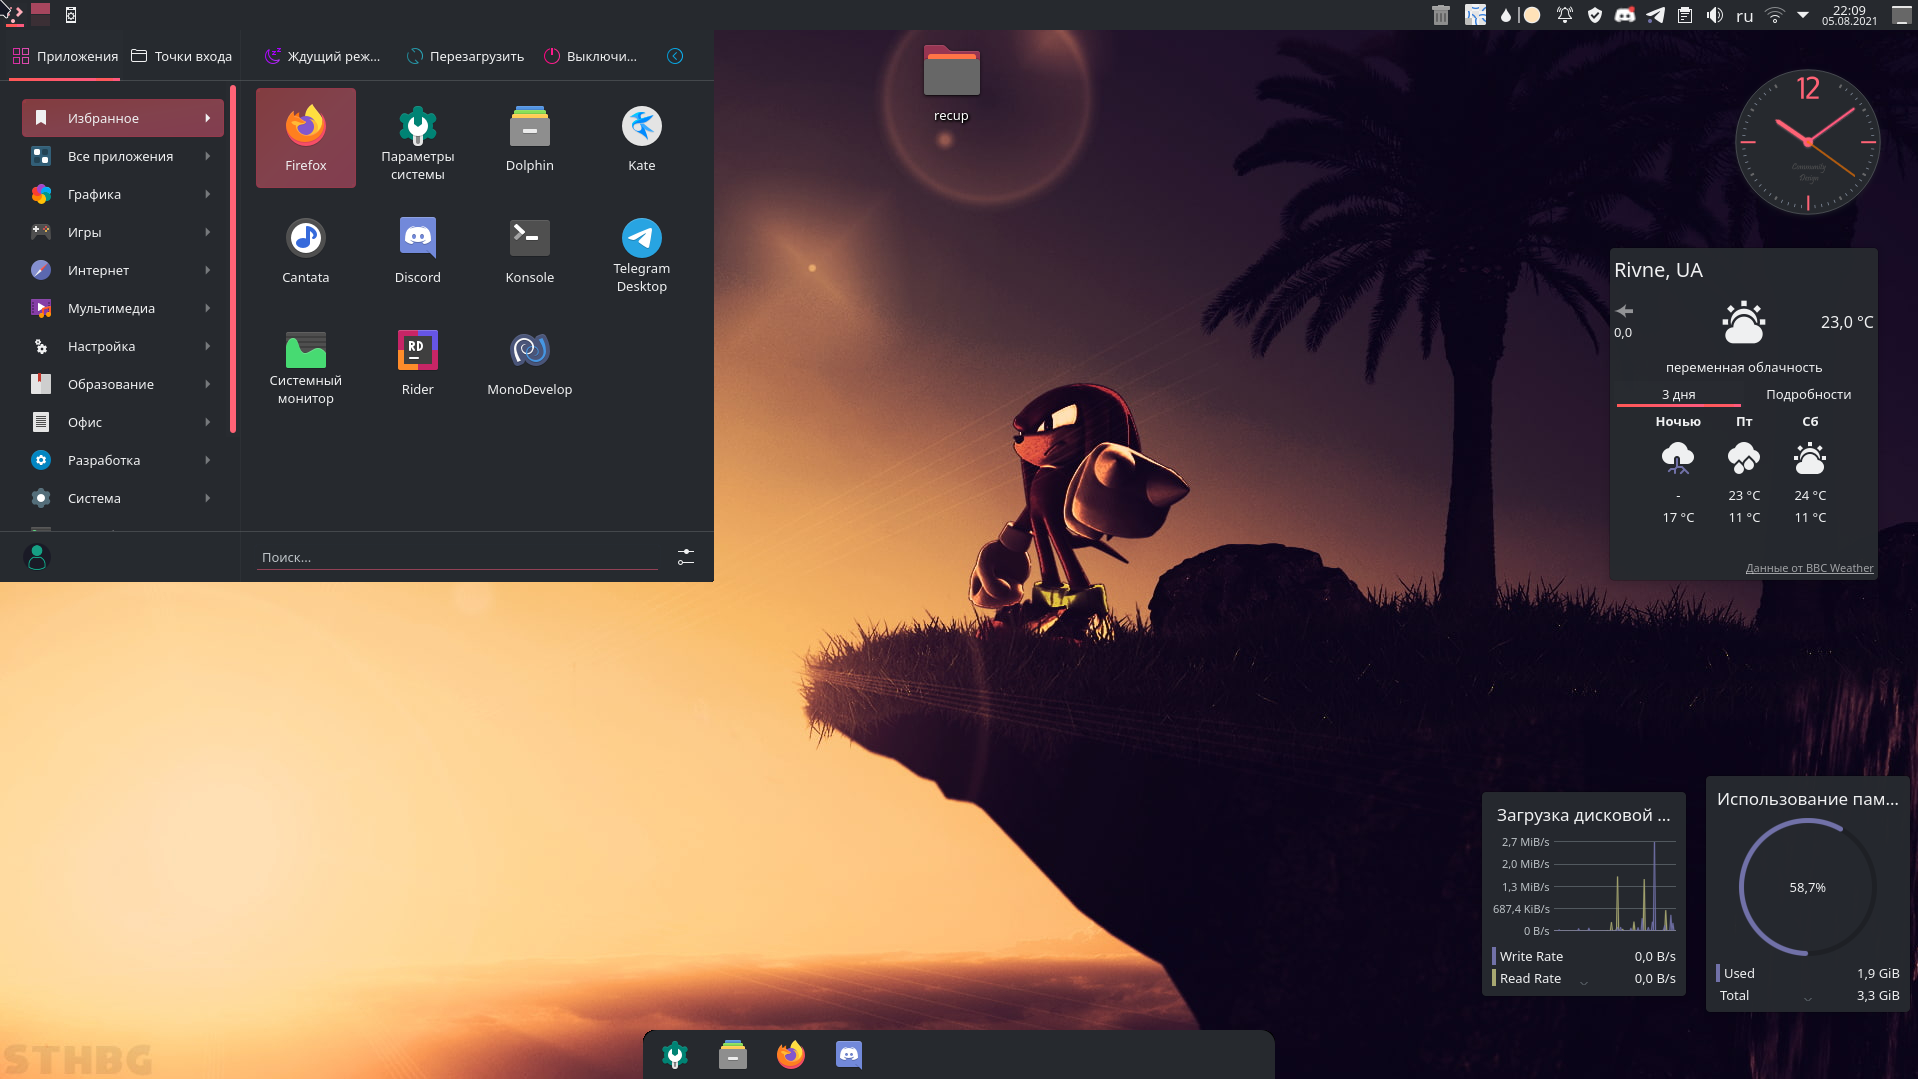 ru
22:09
05.08.2021
Приложения
Точки входа
Ждущий реж...
Перезагрузить
Выключи...
Избранное
Все приложения
Графика
Игры
Интернет
Мультимедиа
Настройка
Образование
Офис
Разработка
Система
Firefox
Параметры
системы
Dolphin
Kate
Cantata
Discord
Konsole
Telegram
Desktop
Системный
монитор
RD
Rider
MonoDevelop
Поиск...
recup
12
Community
Design
Rivne, UA
0,0
23,0 °C
переменная облачность
3 дня
Подробности
Ночью Пт Сб
- 23 °C 24 °C
17 °C 11 °C 11 °C
Данные от BBC Weather
Загрузка дисковой ...
2,7 MiB/s
2,0 MiB/s
1,3 MiB/s
687,4 KiB/s
0 B/s
Write Rate 0,0 B/s
Read Rate 0,0 B/s
Использование пам...
58,7%
Used 1,9 GiB
Total 3,3 GiB
STHBG